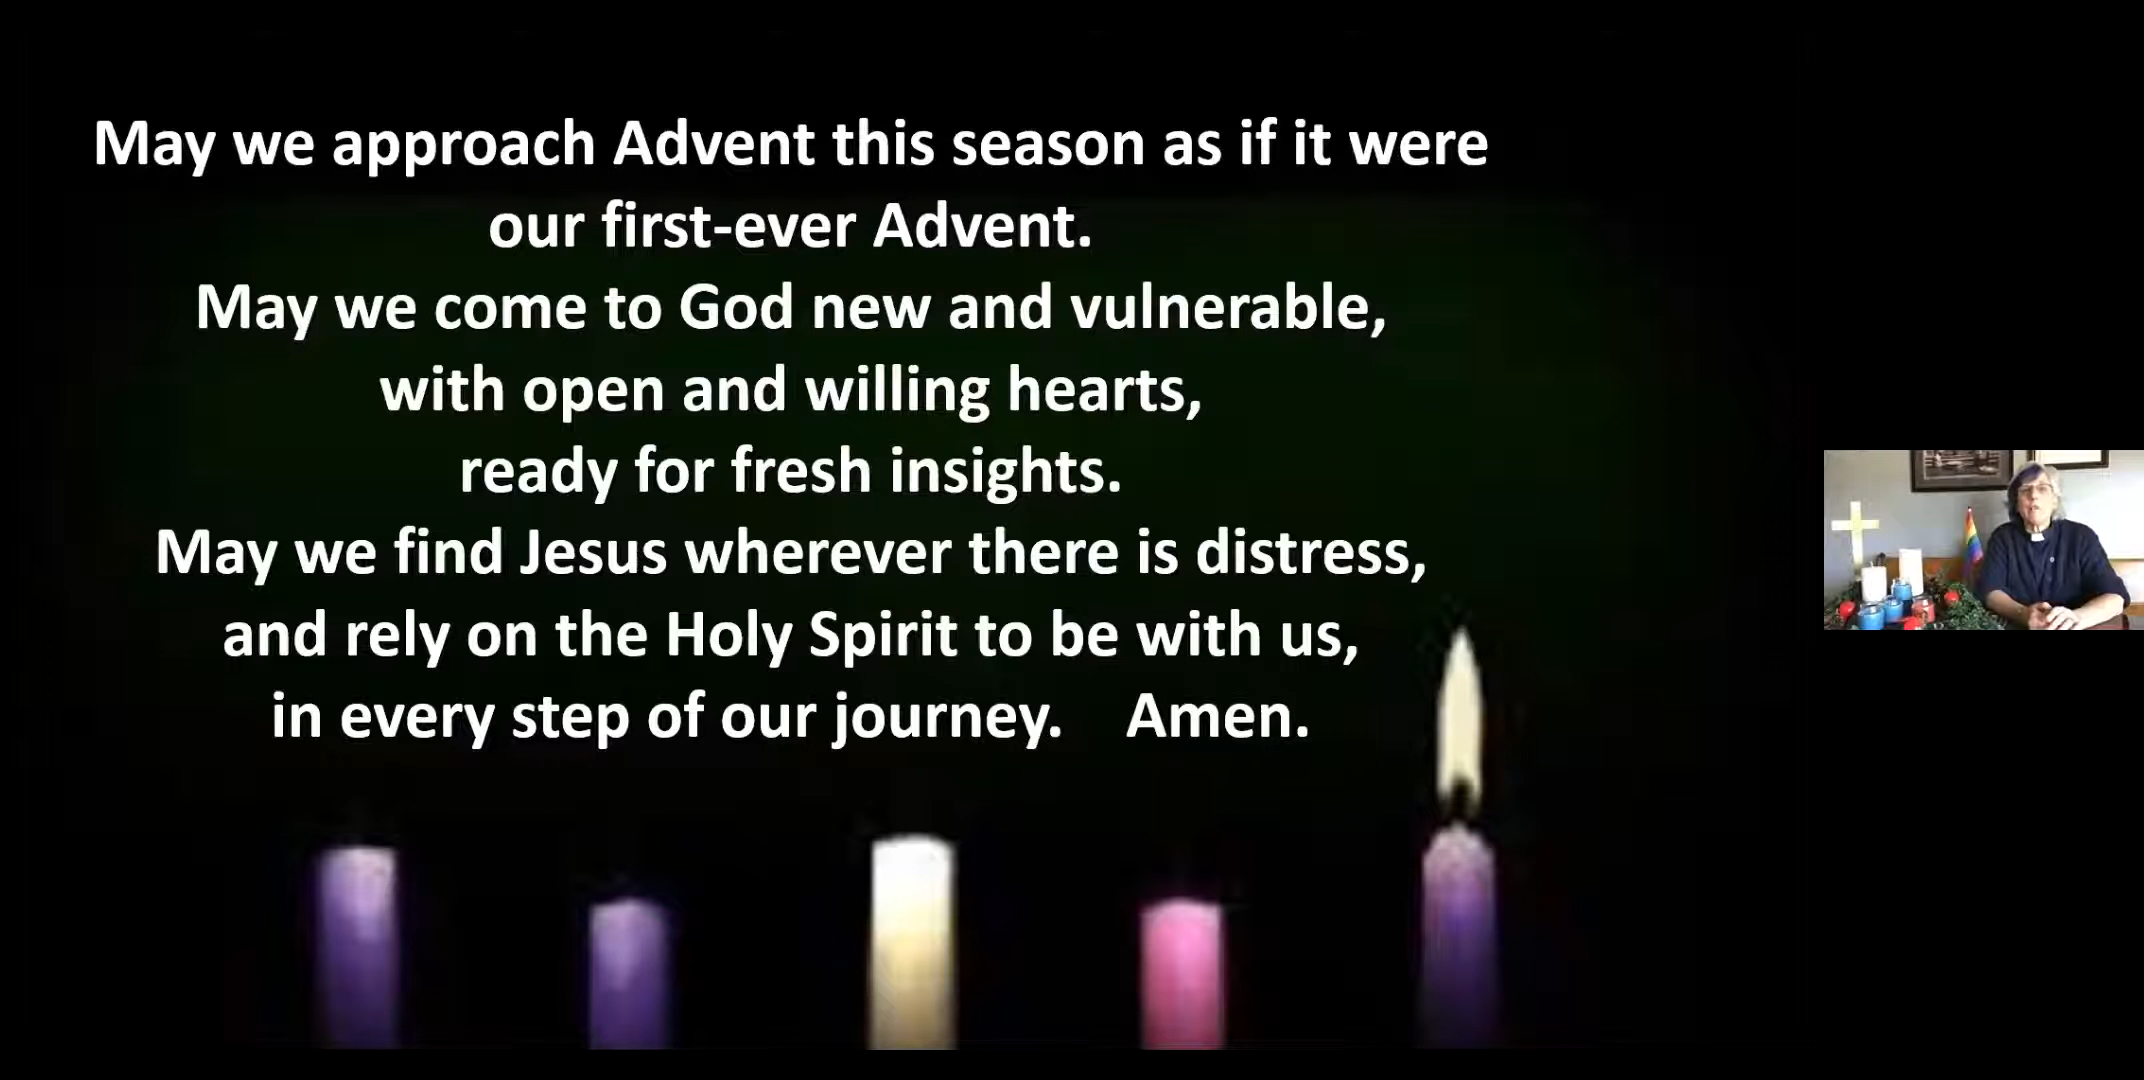 May we approach Advent this season as if it were
our first-ever Advent.
May we come to God new and vulnerable,
with open and willing hearts,
ready for fresh insights.
May we find Jesus wherever there is distress,
and rely on the Holy Spirit to be with us,
in every step of our journey. Amen.